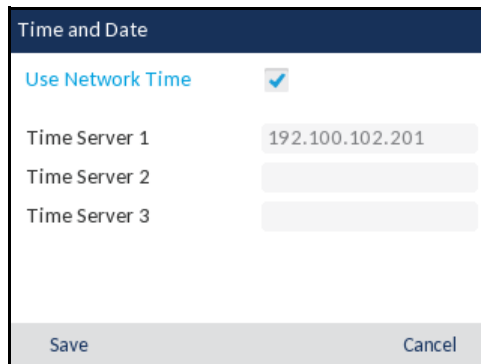 Time and Date
Use Network Time
Time Server 1 192.100.102.201
Time Server 2
Time Server 3
Save Cancel